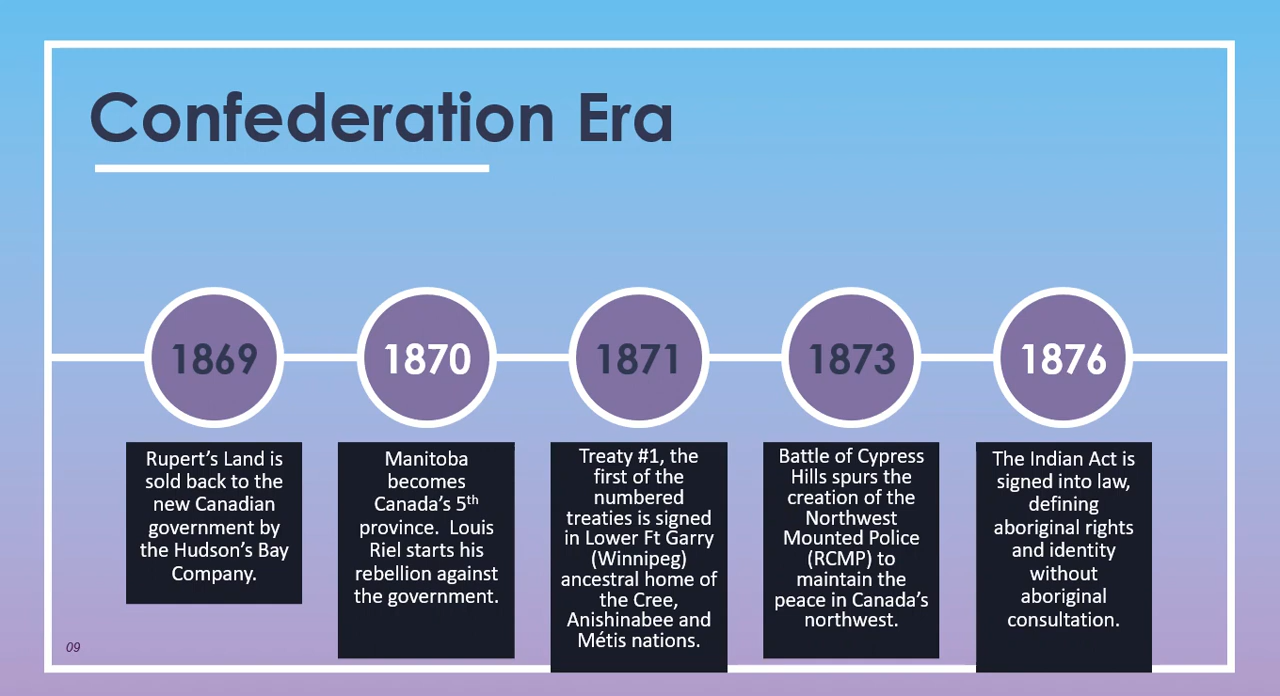 Confederation Era
1869
1870
1871
1873
1876
Rupert’s Land is
sold back to the
new Canadian
government by
the Hudson’s Bay
Company.
Manitoba
becomes
Canada’s 5th
province.  Louis
Riel starts his
rebellion against
the government.
Treaty #1, the
first of the
numbered
treaties is signed
in Lower Ft Garry
(Winnipeg)
ancestral home of
the Cree,
Anishinabee and
Métis nations.
Battle of Cypress
Hills spurs the
creation of the
Northwest
Mounted Police
(RCMP) to
maintain the
peace in Canada’s
northwest.
The Indian Act is
signed into law,
defining
aboriginal rights
and identity
without
aboriginal
consultation.
09